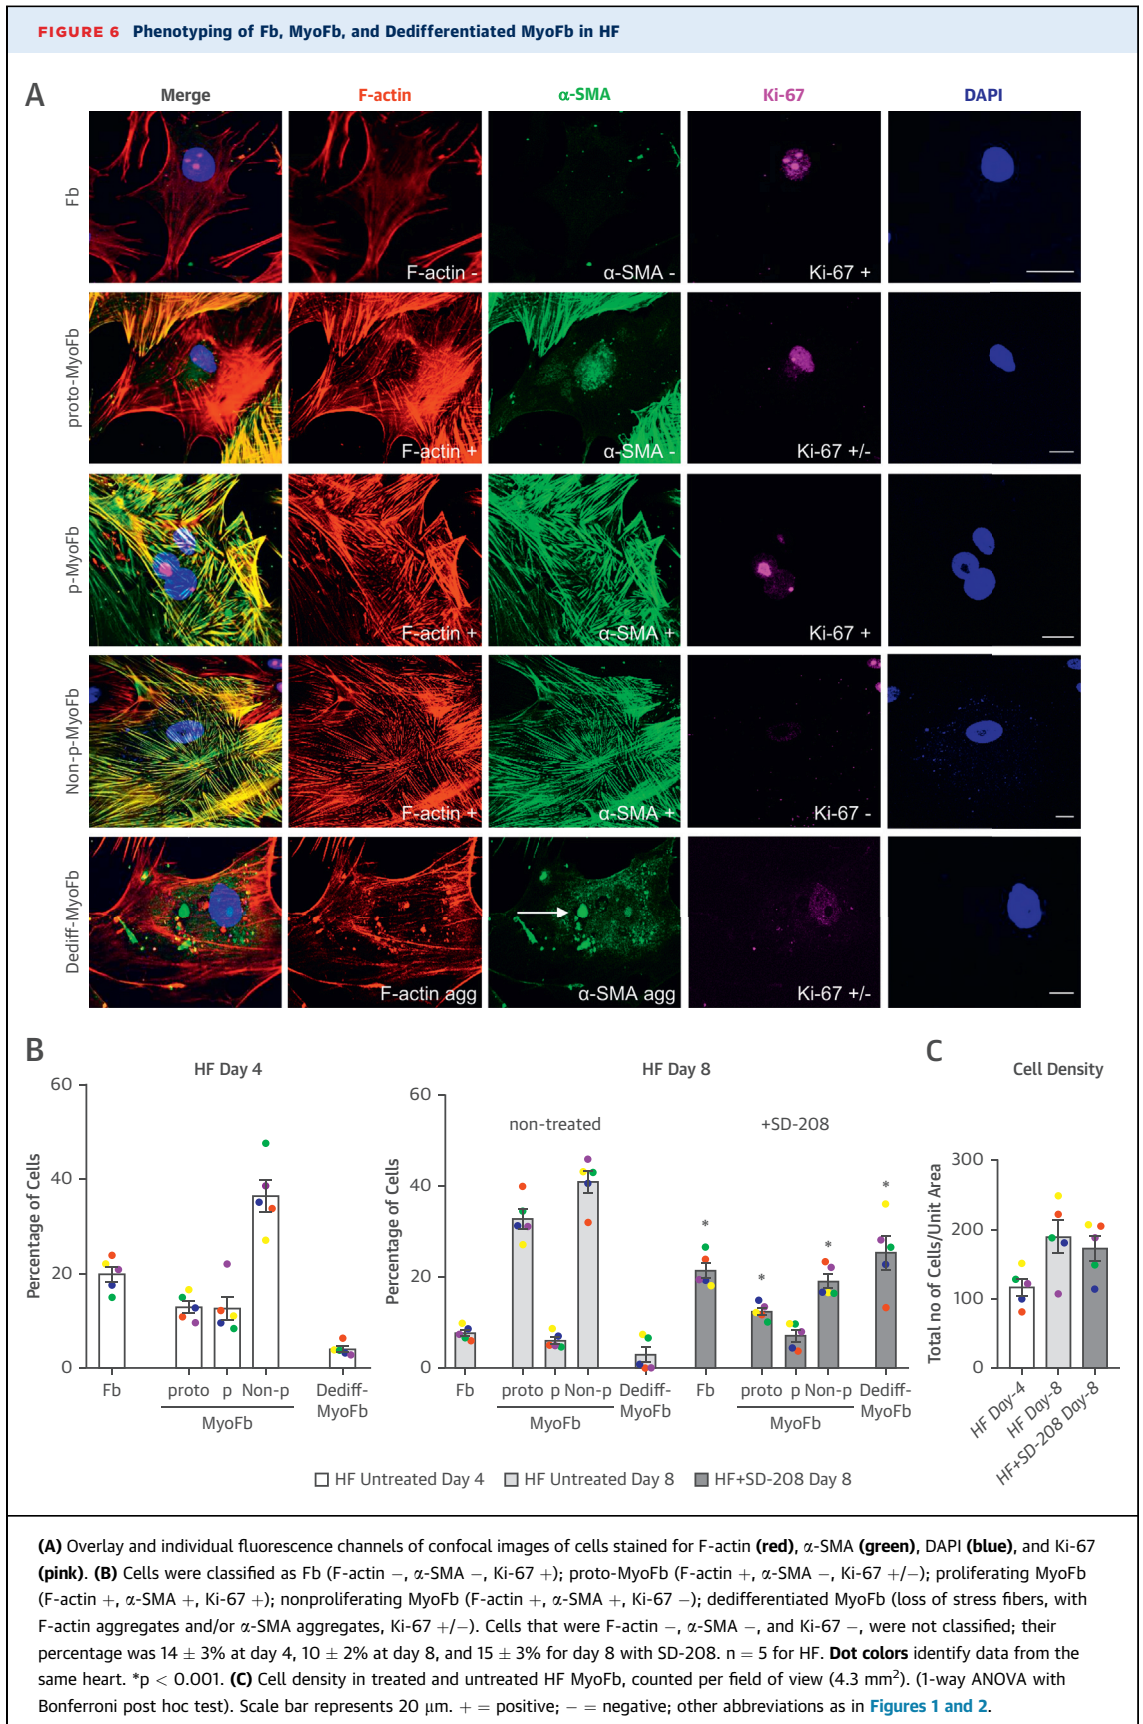 FIGURE 6 Phenotyping of Fb, MyoFb, and Dedifferentiated MyoFb in HF
A
Merge F-actin α-SMA Ki-67 DAPI
Fb
F-actin - α-SMA - Ki-67 +
proto-MyoFb
F-actin + α-SMA - Ki-67 +/-
p-MyoFb
F-actin + α-SMA + Ki-67 +
Non-p-MyoFb
F-actin + α-SMA + Ki-67 -
Dediff-MyoFb
F-actin agg α-SMA agg Ki-67 +/-
B
HF Day 4
Percentage of Cells
60
40
20
0
Fb proto p Non-p Dediff-
MyoFb MyoFb
HF Day 8
non-treated +SD-208
Percentage of Cells
60
40
20
0
* * * *
Fb proto p Non-p Dediff- Fb proto p Non-p Dediff-
MyoFb MyoFb MyoFb MyoFb
HF Untreated Day 4 HF Untreated Day 8 HF+SD-208 Day 8
C
Cell Density
Total no of Cells/Unit Area
300
200
100
0
HF Day-4
HF Day-8
HF+SD-208 Day-8
(A) Overlay and individual fluorescence channels of confocal images of cells stained for F-actin (red), α-SMA (green), DAPI (blue), and Ki-67
(pink). (B) Cells were classified as Fb (F-actin −, α-SMA −, Ki-67 +); proto-MyoFb (F-actin +, α-SMA −, Ki-67 +/−); proliferating MyoFb
(F-actin +, α-SMA +, Ki-67 +); nonproliferating MyoFb (F-actin +, α-SMA +, Ki-67 −); dedifferentiated MyoFb (loss of stress fibers, with
F-actin aggregates and/or α-SMA aggregates, Ki-67 +/−). Cells that were F-actin −, α-SMA −, and Ki-67 −, were not classified; their
percentage was 14 ± 3% at day 4, 10 ± 2% at day 8, and 15 ± 3% for day 8 with SD-208. n = 5 for HF. Dot colors identify data from the
same heart. *p < 0.001. (C) Cell density in treated and untreated HF MyoFb, counted per field of view (4.3 mm²). (1-way ANOVA with
Bonferroni post hoc test). Scale bar represents 20 μm. + = positive; − = negative; other abbreviations as in Figures 1 and 2.